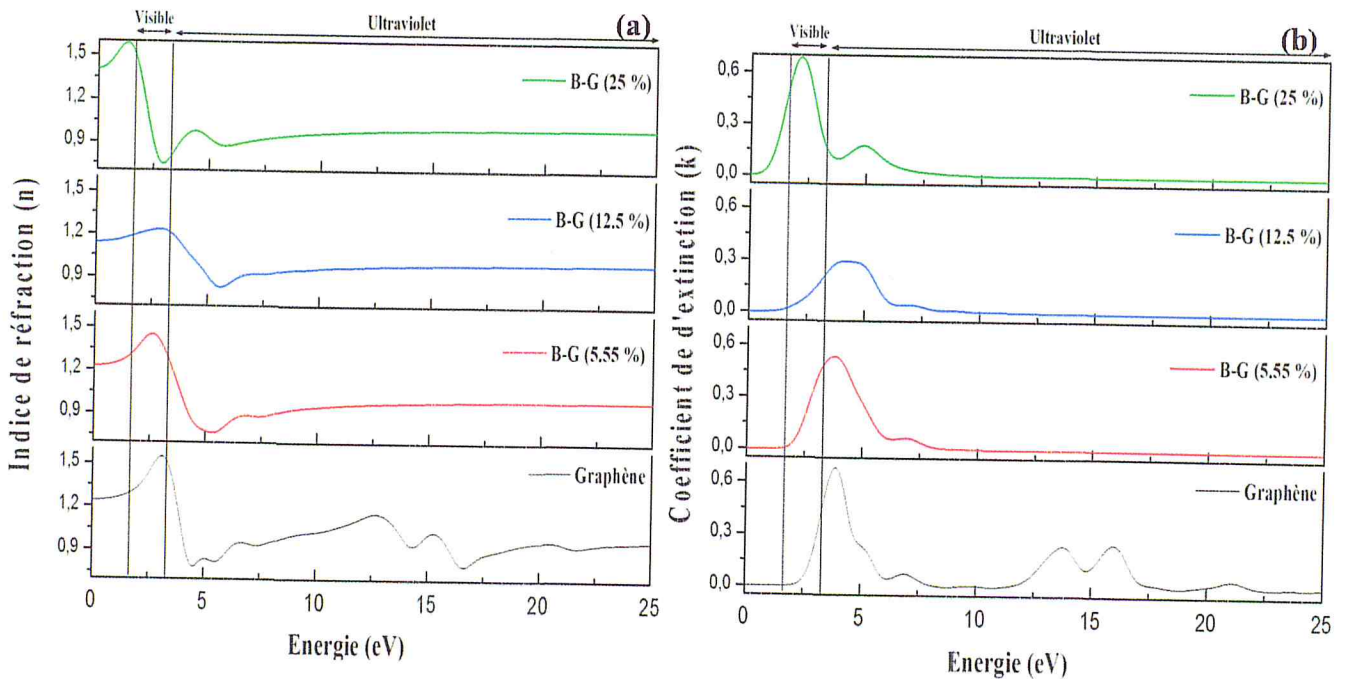 Visible
Ultraviolet
(a)
1,5
1,2
0,9
B-G (25 %)
1,5
1,2
0,9
B-G (12.5 %)
1,5
1,2
0,9
B-G (5.55 %)
1,5
1,2
0,9
Graphène
0
5
10
15
20
25
Indice de réfraction (n)
Energie (eV)
Visible
Ultraviolet
(b)
0,6
0,3
0,0
B-G (25 %)
0,6
0,3
0,0
B-G (12.5 %)
0,6
0,3
0,0
B-G (5.55 %)
0,6
0,3
0,0
Graphène
0
5
10
15
20
25
Coefficient de d'extinction (k)
Energie (eV)